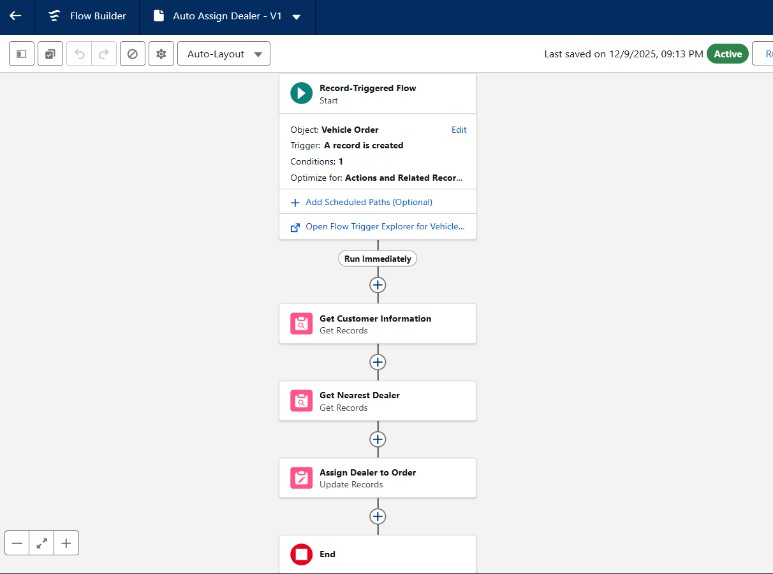 Flow Builder
Auto Assign Dealer - V1
Auto-Layout
Last saved on 12/9/2025, 09:13 PM
Active
Record-Triggered Flow
Start
Object: Vehicle Order
Edit
Trigger: A record is created
Conditions: 1
Optimize for: Actions and Related Recor...
Add Scheduled Paths (Optional)
Open Flow Trigger Explorer for Vehicle...
Run Immediately
Get Customer Information
Get Records
Get Nearest Dealer
Get Records
Assign Dealer to Order
Update Records
End